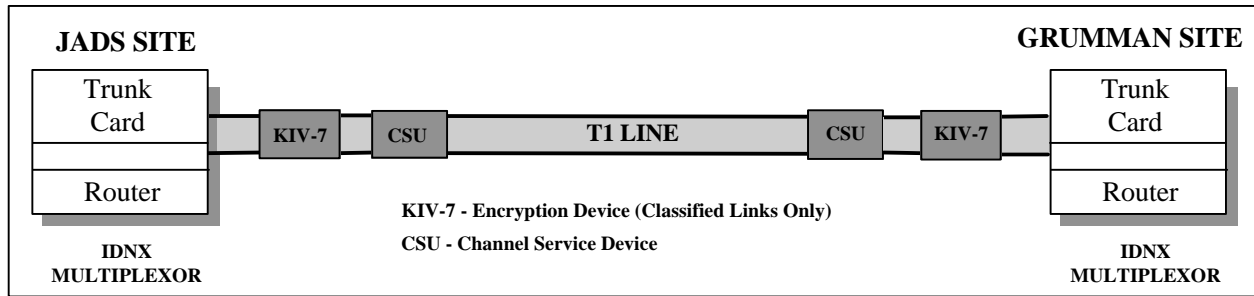 JADS SITE
GRUMMAN SITE
Trunk
Card
Router
KIV-7
CSU
T1 LINE
CSU
KIV-7
Trunk
Card
Router
KIV-7 - Encryption Device (Classified Links Only)
CSU - Channel Service Device
IDNX
MULTIPLEXOR
IDNX
MULTIPLEXOR